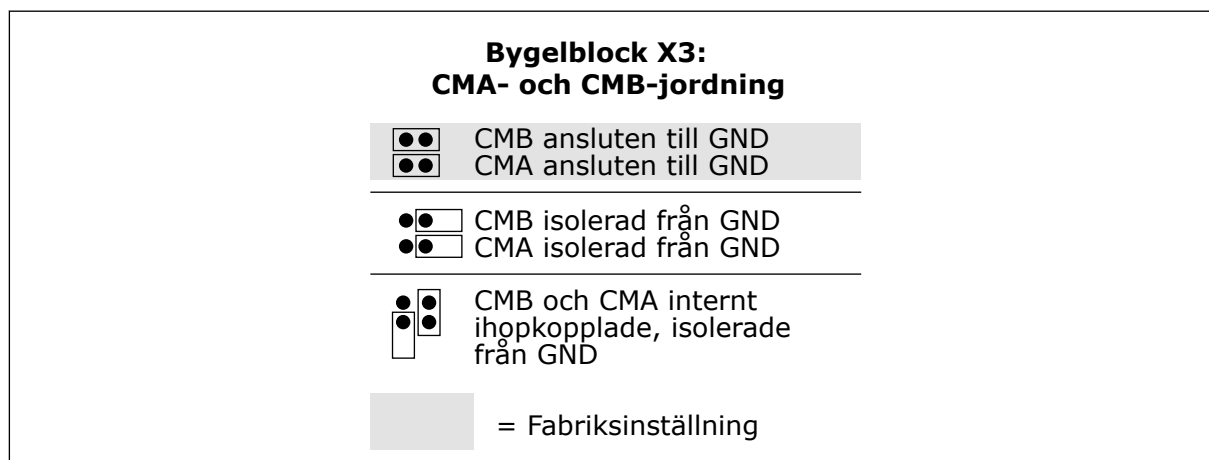 Bygelblock X3:
CMA- och CMB-jordning
CMB ansluten till GND
CMA ansluten till GND
CMB isolerad från GND
CMA isolerad från GND
CMB och CMA internt
ihopkopplade, isolerade
från GND
= Fabriksinställning